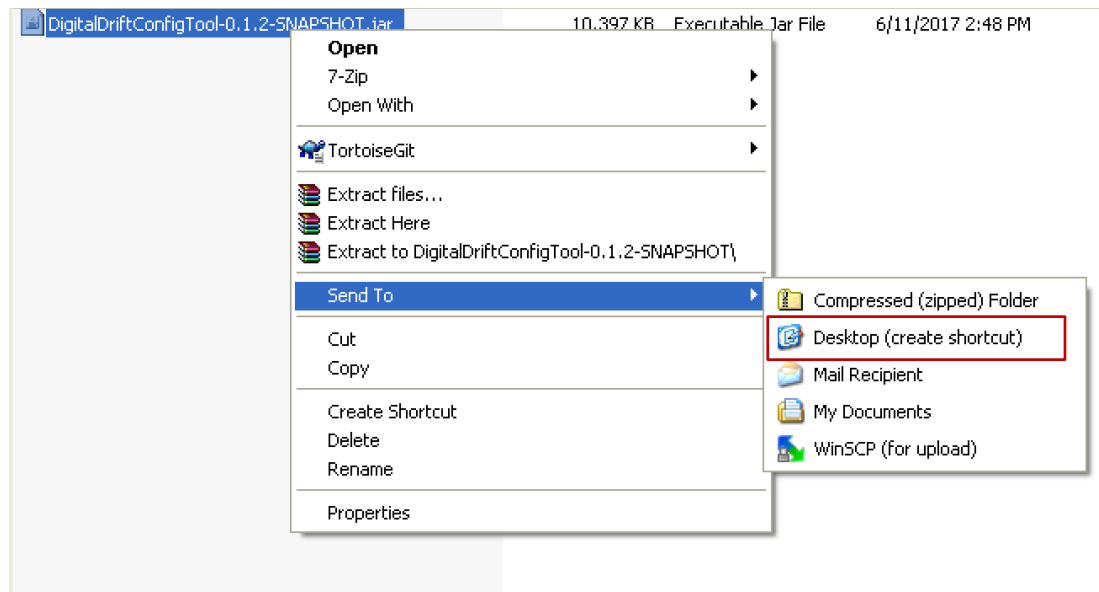 DigitalDriftConfigTool-0.1.2-SNAPSHOT.jar 10,397 KB Executable Jar File 6/11/2017 2:48 PM
Open
7-Zip
Open With
TortoiseGit
Extract files...
Extract Here
Extract to DigitalDriftConfigTool-0.1.2-SNAPSHOT\
Send To
Cut
Copy
Create Shortcut
Delete
Rename
Properties
Compressed (zipped) Folder
Desktop (create shortcut)
Mail Recipient
My Documents
WinSCP (for upload)